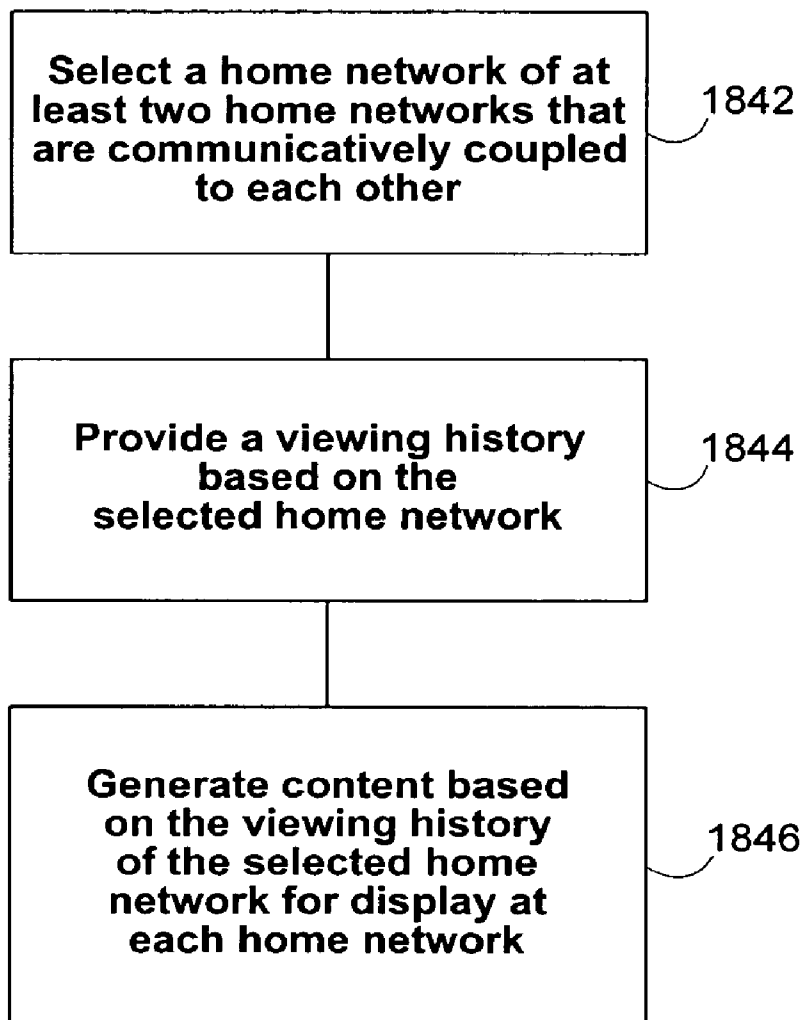 Select a home network of at
least two home networks that
are communicatively coupled
to each other
1842
Provide a viewing history
based on the
selected home network
1844
Generate content based
on the viewing history
of the selected home
network for display at
each home network
1846